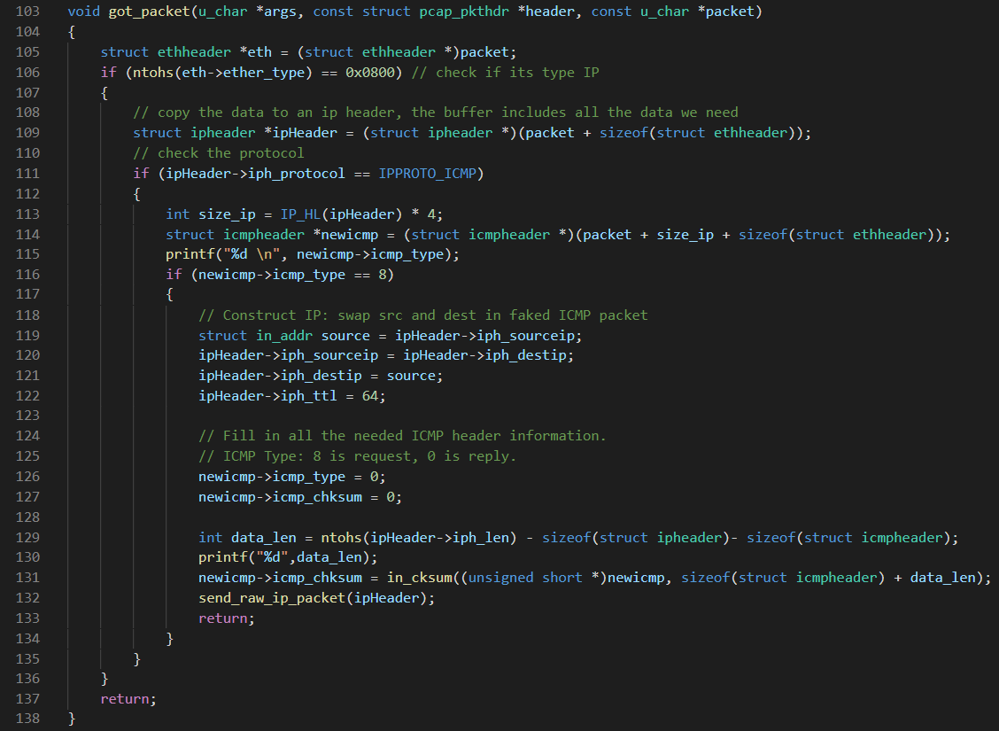 103 void got_packet(u_char *args, const struct pcap_pkthdr *header, const u_char *packet)
104 {
105     struct ethheader *eth = (struct ethheader *)packet;
106     if (ntohs(eth->ether_type) == 0x0800) // check if its type IP
107     {
108         // copy the data to an ip header, the buffer includes all the data we need
109         struct ipheader *ipHeader = (struct ipheader *)(packet + sizeof(struct ethheader));
110         // check the protocol
111         if (ipHeader->iph_protocol == IPPROTO_ICMP)
112         {
113             int size_ip = IP_HL(ipHeader) * 4;
114             struct icmpheader *newicmp = (struct icmpheader *)(packet + size_ip + sizeof(struct ethheader));
115             printf("%d \n", newicmp->icmp_type);
116             if (newicmp->icmp_type == 8)
117             {
118                 // Construct IP: swap src and dest in faked ICMP packet
119                 struct in_addr source = ipHeader->iph_sourceip;
120                 ipHeader->iph_sourceip = ipHeader->iph_destip;
121                 ipHeader->iph_destip = source;
122                 ipHeader->iph_ttl = 64;
123
124                 // Fill in all the needed ICMP header information.
125                 // ICMP Type: 8 is request, 0 is reply.
126                 newicmp->icmp_type = 0;
127                 newicmp->icmp_chksum = 0;
128
129                 int data_len = ntohs(ipHeader->iph_len) - sizeof(struct ipheader)- sizeof(struct icmpheader);
130                 printf("%d",data_len);
131                 newicmp->icmp_chksum = in_cksum((unsigned short *)newicmp, sizeof(struct icmpheader) + data_len);
132                 send_raw_ip_packet(ipHeader);
133                 return;
134             }
135         }
136     }
137     return;
138 }